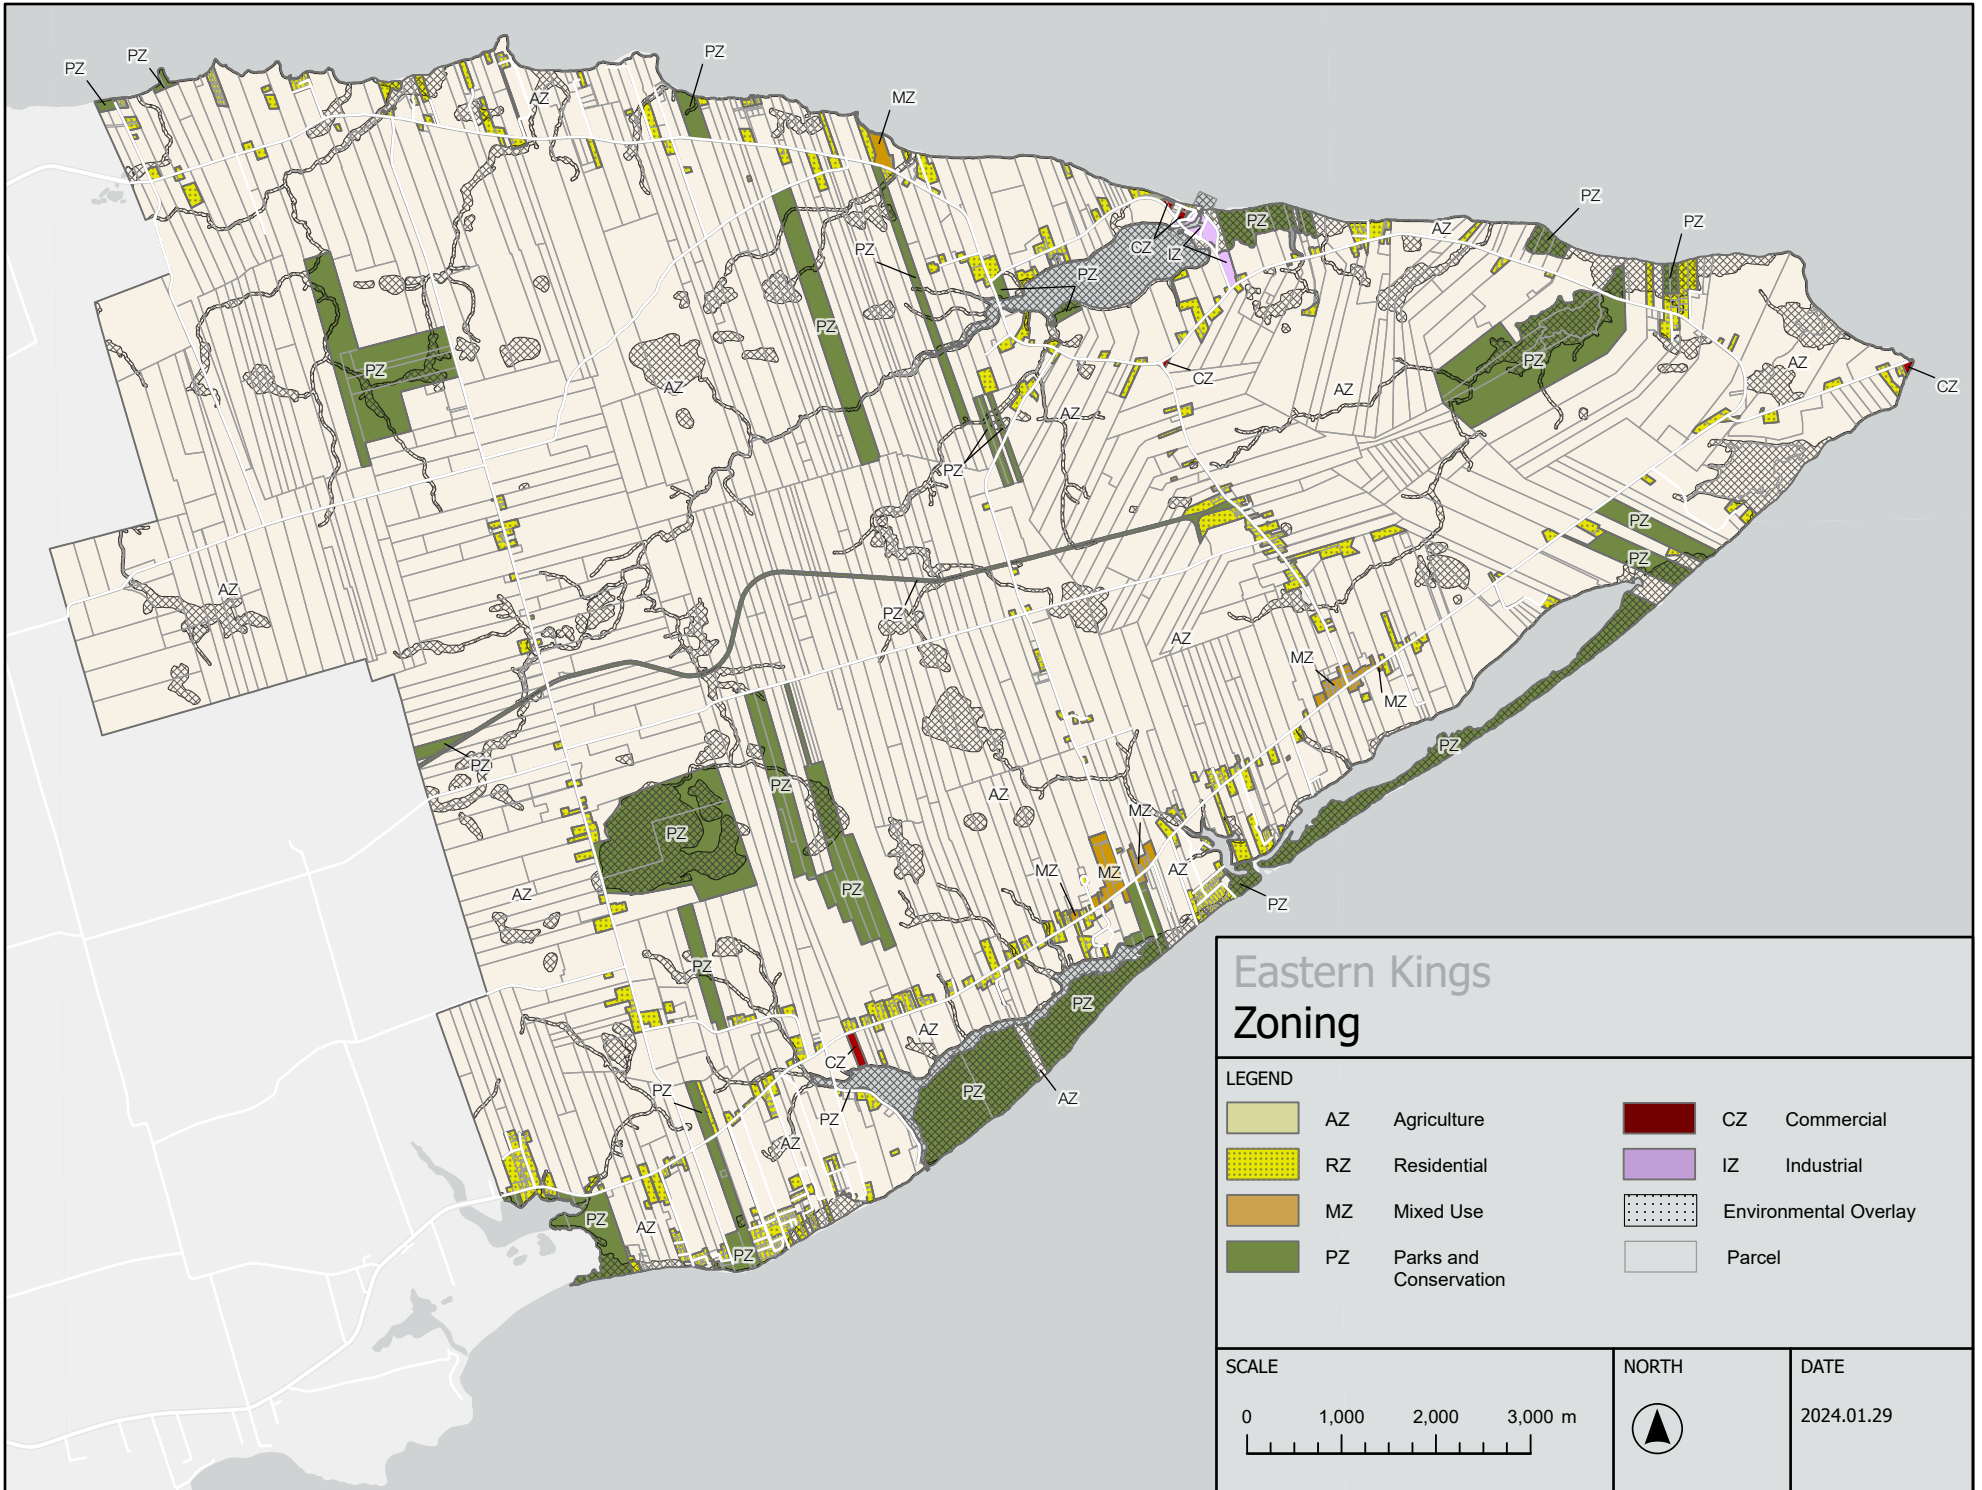 PZ
PZ
PZ
AZ
MZ
PZ
PZ
PZ
AZ
PZ
CZ
IZ
PZ
PZ
PZ
PZ
AZ
CZ
AZ
AZ
PZ
AZ
CZ
PZ
PZ
PZ
AZ
PZ
AZ
MZ
MZ
PZ
PZ
PZ
AZ
MZ
PZ
AZ
PZ
MZ
MZ
AZ
PZ
PZ
PZ
AZ
PZ
CZ
PZ
PZ
PZ
AZ
AZ
PZ
AZ
PZ
Eastern Kings
Zoning
LEGEND
AZ Agriculture
RZ Residential
MZ Mixed Use
PZ Parks and
Conservation
CZ Commercial
IZ Industrial
Environmental Overlay
Parcel
SCALE
0 1,000 2,000 3,000 m
NORTH
DATE
2024.01.29